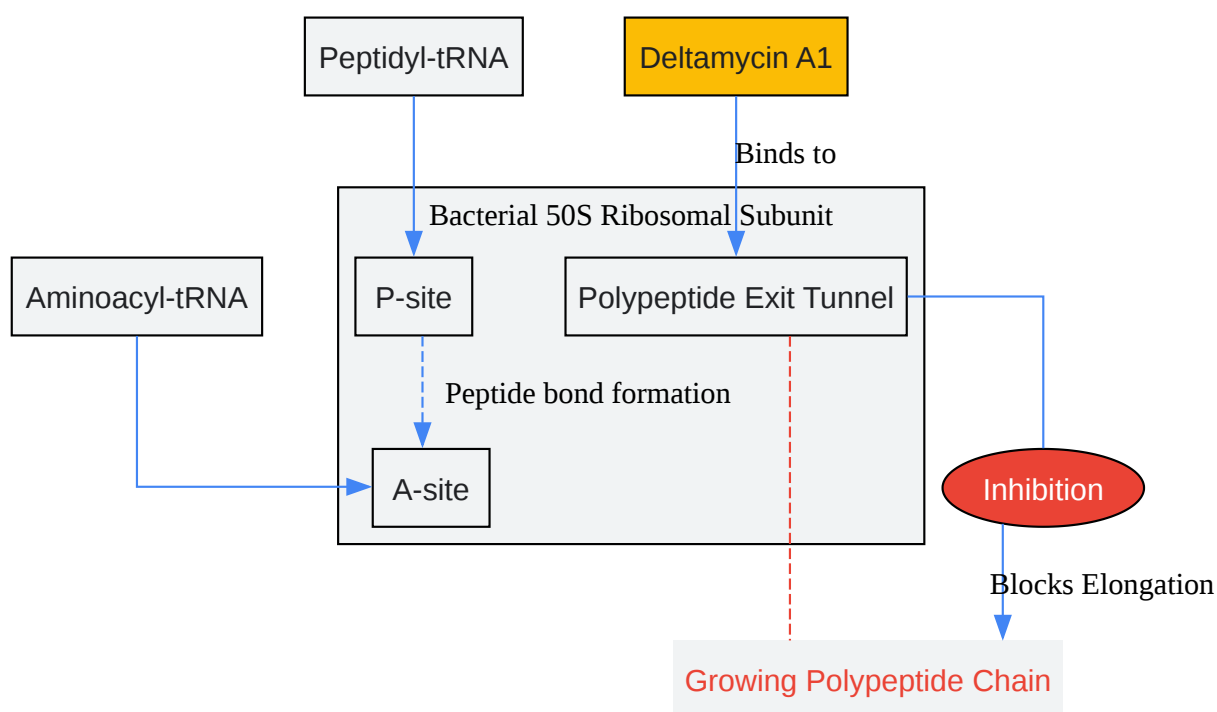 Peptidyl-tRNA
Deltamycin A1
Binds to
Bacterial 50S Ribosomal Subunit
Aminoacyl-tRNA
P-site
Polypeptide Exit Tunnel
Peptide bond formation
A-site
Inhibition
Blocks Elongation
Growing Polypeptide Chain